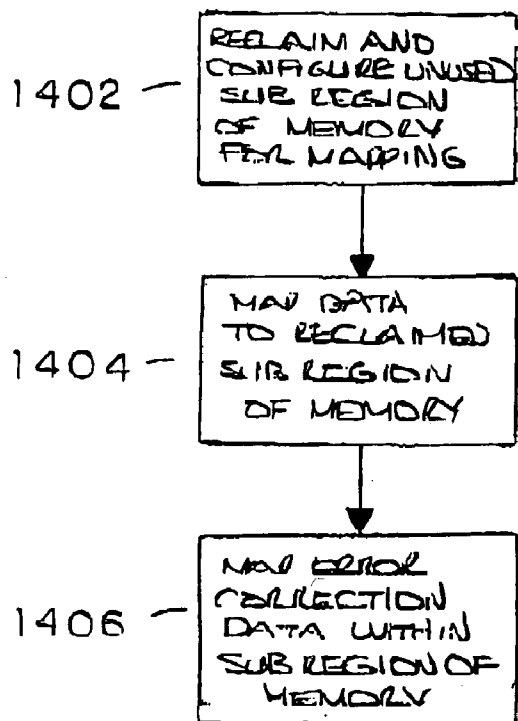 1402
RECLAIM AND
CONFIGURE UNUSED
SUB REGION
OF MEMORY
FOR MAPPING
1404
MAP DATA
TO RECLAIMED
SUB REGION
OF MEMORY
1406
MAP ERROR
CORRECTION
DATA WITHIN
SUB REGION OF
MEMORY